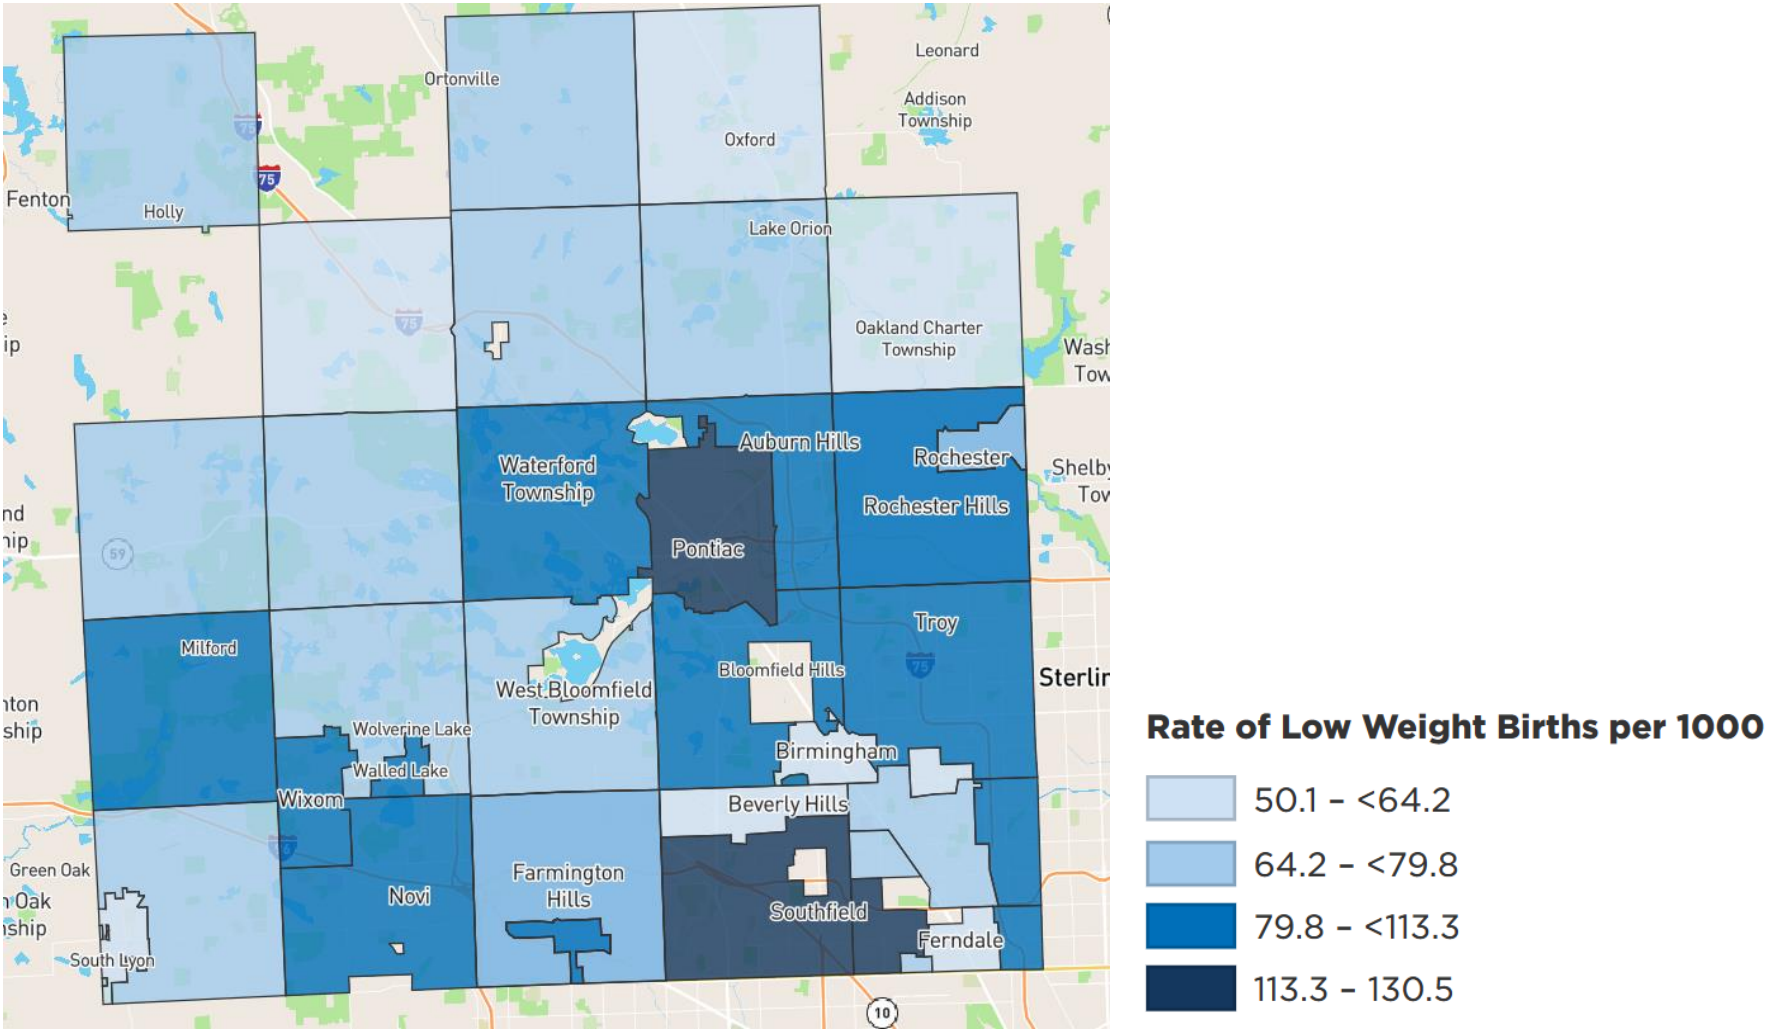 Leonard
Ortonville
Addison
Township
75
Oxford
75
Fenton
Holly
Lake Orion
75
Oakland Charter
Township
ip
Wash
Tow
Auburn Hills
Waterford
Township
Rochester
Shelby
Tow
Rochester Hills
nd
hip
59
Pontiac
Troy
Milford
75
Bloomfield Hills
Sterlin
West Bloomfield
Township
nton
ship
Wolverine Lake
Birmingham
Walled Lake
Wixom
Beverly Hills
Green Oak
Farmington
Hills
Novi
n Oak
ship
Southfield
Ferndale
South Lyon
10
Rate of Low Weight Births per 1000
50.1 – <64.2
64.2 – <79.8
79.8 – <113.3
113.3 – 130.5